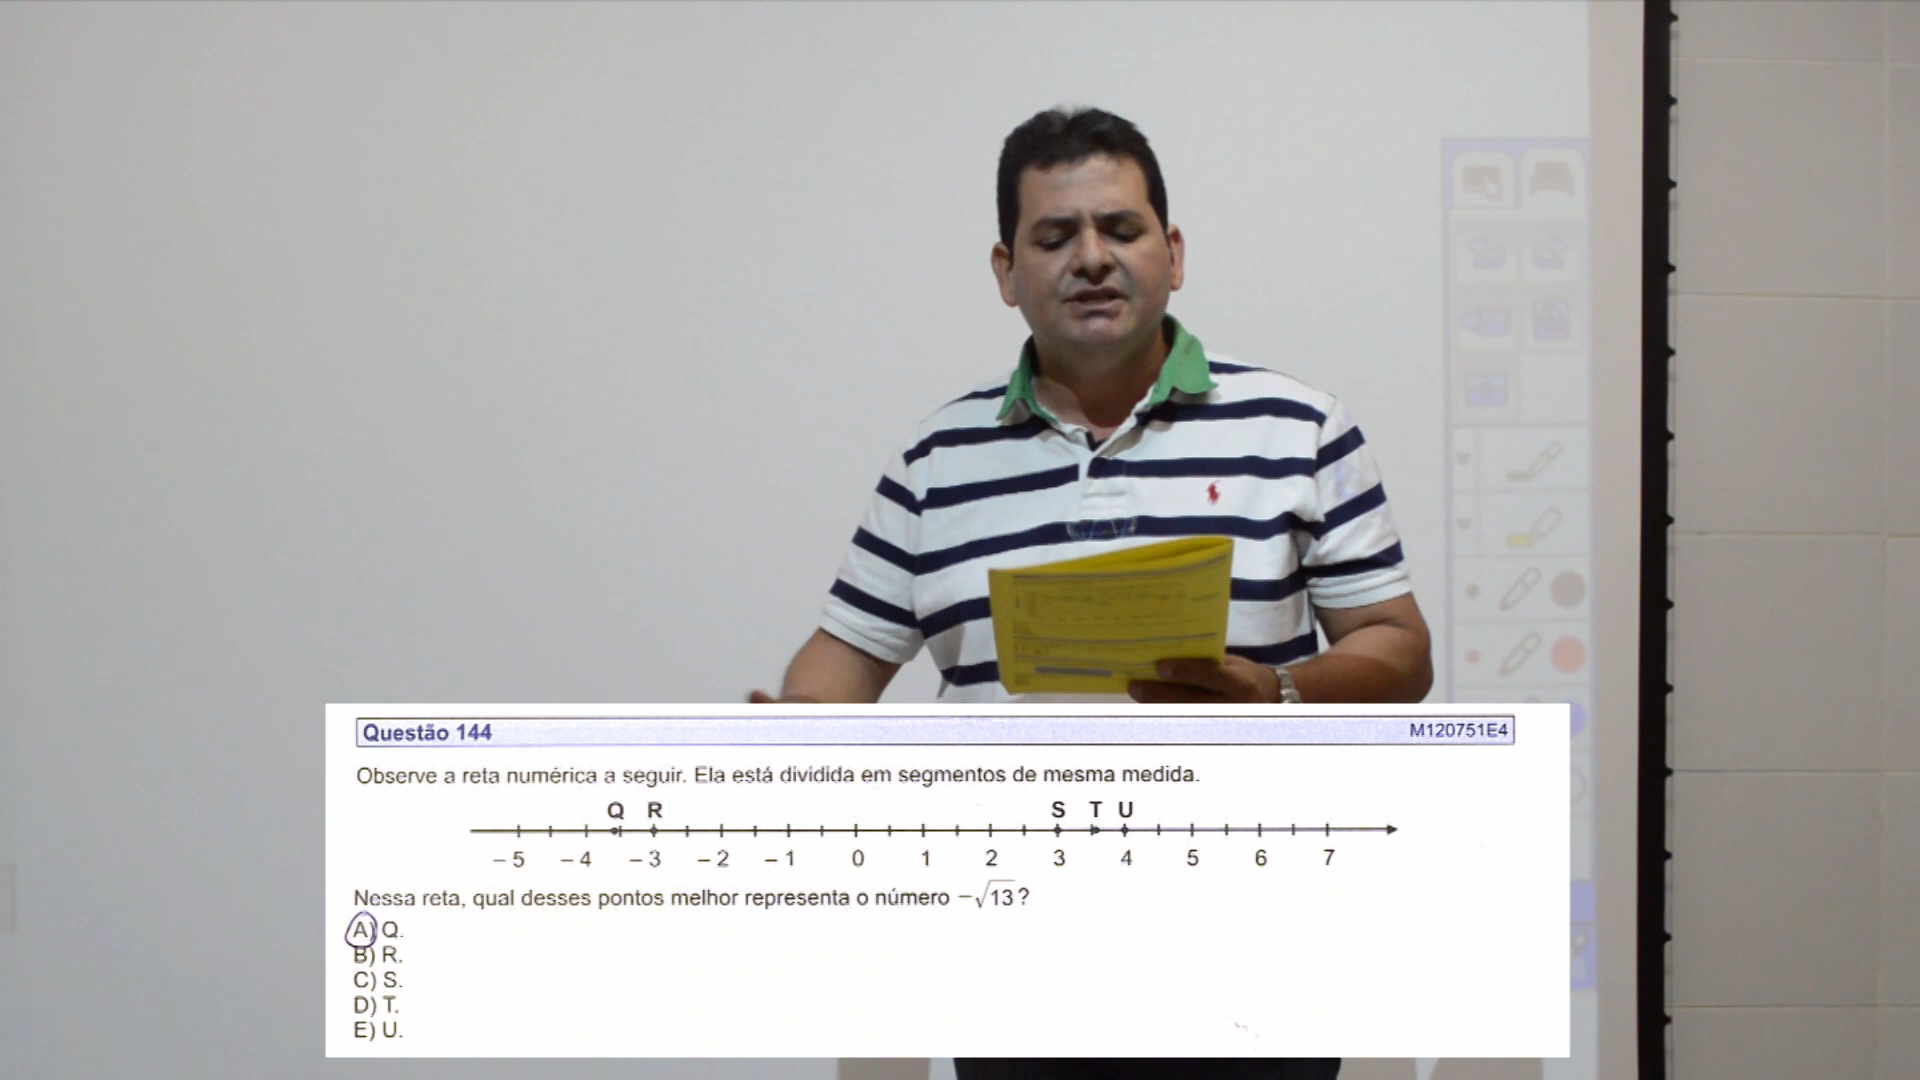 Questão 144 M120751E4
Observe a reta numérica a seguir. Ela está dividida em segmentos de mesma medida.
Q R S T U
– 5 – 4 – 3 – 2 – 1 0 1 2 3 4 5 6 7
Nessa reta, qual desses pontos melhor representa o número –√13?
A) Q.
B) R.
C) S.
D) T.
E) U.